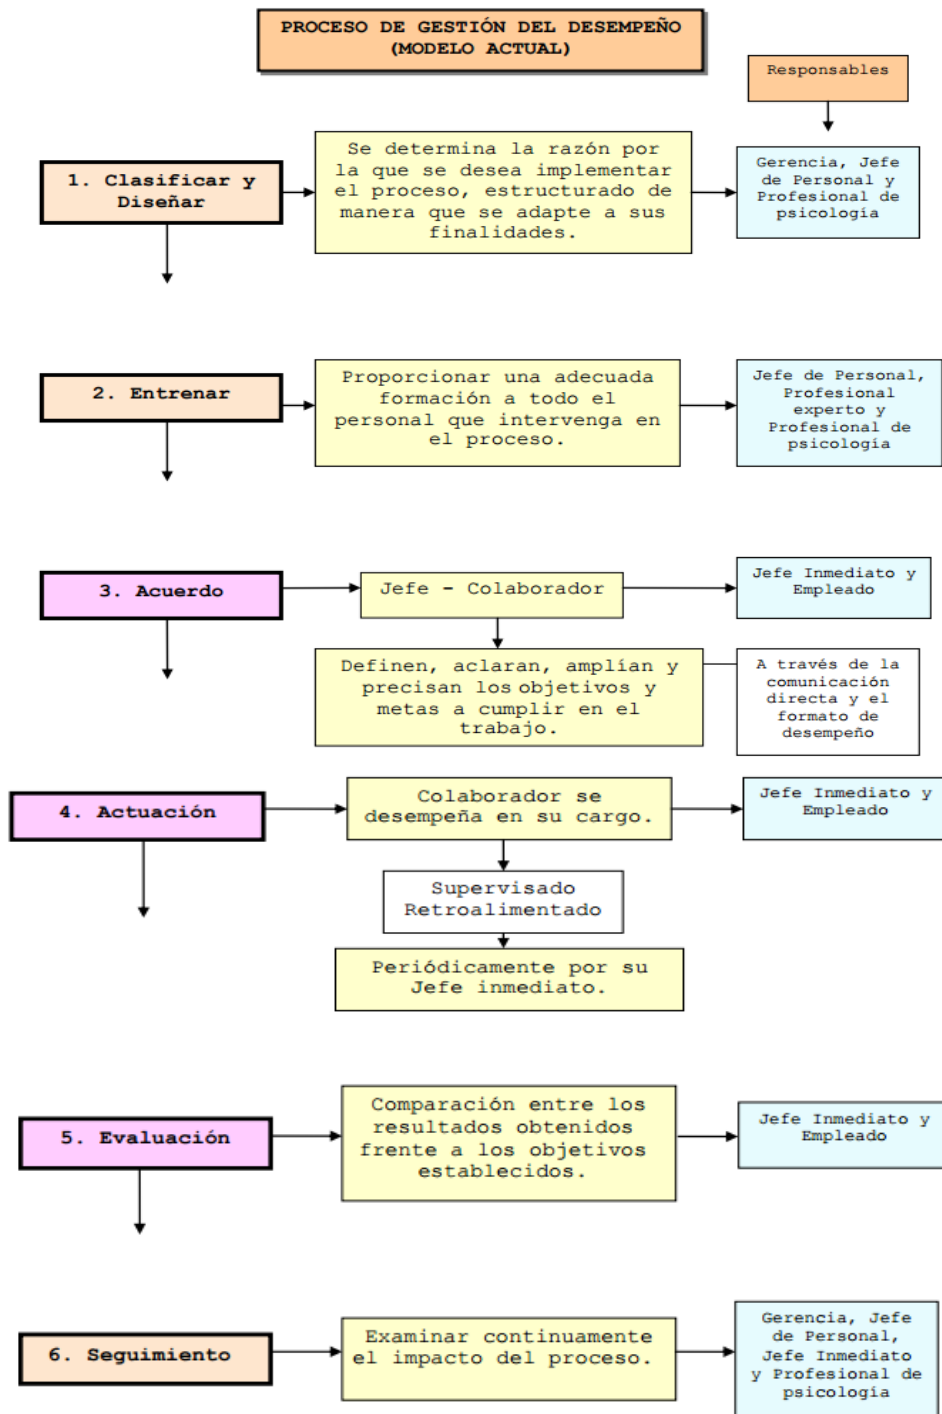 PROCESO DE GESTIÓN DEL DESEMPEÑO
(MODELO ACTUAL)
Responsables
1. Clasificar y
Diseñar
Se determina la razón por
la que se desea implementar
el proceso, estructurado de
manera que se adapte a sus
finalidades.
Gerencia, Jefe
de Personal y
Profesional de
psicología
2. Entrenar
Proporcionar una adecuada
formación a todo el
personal que intervenga en
el proceso.
Jefe de Personal,
Profesional
experto y
Profesional de
psicología
3. Acuerdo
Jefe - Colaborador
Jefe Inmediato y
Empleado
Definen, aclaran, amplían y
precisan los objetivos y
metas a cumplir en el
trabajo.
A través de la
comunicación
directa y el
formato de
desempeño
4. Actuación
Colaborador se
desempeña en su cargo.
Jefe Inmediato y
Empleado
Supervisado
Retroalimentado
Periódicamente por su
Jefe inmediato.
5. Evaluación
Comparación entre los
resultados obtenidos
frente a los objetivos
establecidos.
Jefe Inmediato y
Empleado
6. Seguimiento
Examinar continuamente
el impacto del proceso.
Gerencia, Jefe
de Personal,
Jefe Inmediato
y Profesional de
psicología